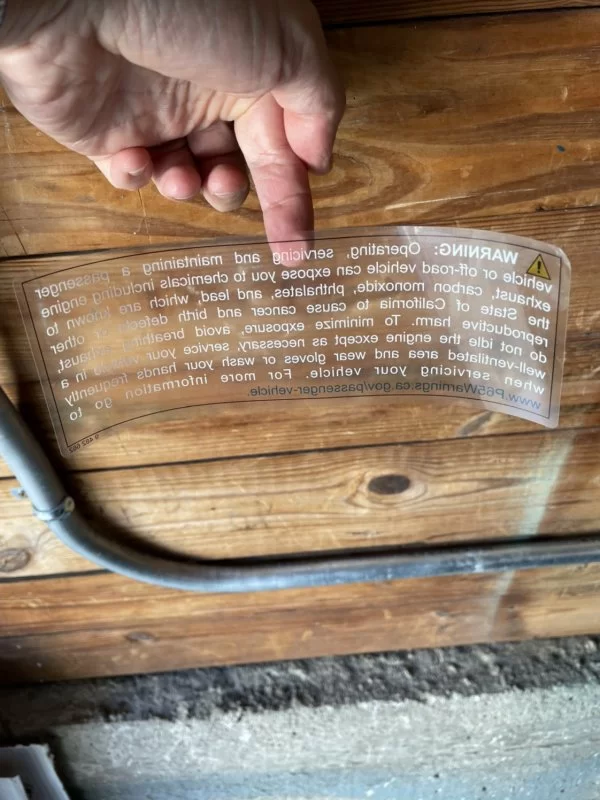 WARNING: Operating, servicing and maintaining a passenger
vehicle or off-road vehicle can expose you to chemicals including engine
exhaust, carbon monoxide, phthalates, and lead, which are known to
the State of California to cause cancer and birth defects or other
reproductive harm. To minimize exposure, avoid breathing exhaust,
do not idle the engine except as necessary, service your vehicle in a
well-ventilated area and wear gloves or wash your hands frequently
when servicing your vehicle. For more information go to
www.P65Warnings.ca.gov/passenger-vehicle.